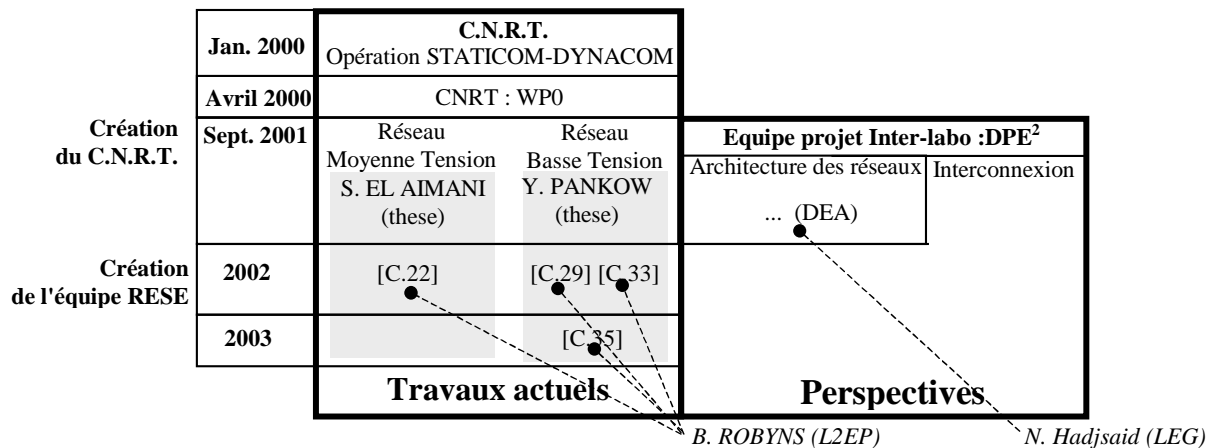 Jan. 2000
C.N.R.T.
Opération STATICOM-DYNACOM
Avril 2000
CNRT : WP0
Création
du C.N.R.T.
Sept. 2001
Réseau
Moyenne Tension
S. EL AIMANI
(these)
Réseau
Basse Tension
Y. PANKOW
(these)
Equipe projet Inter-labo :DPE²
Architecture des réseaux
... (DEA)
Interconnexion
Création
de l'équipe RESE
2002
[C.22]
[C.29] [C.33]
2003
[C.35]
Travaux actuels
Perspectives
B. ROBYNS (L2EP)
N. Hadjsaid (LEG)